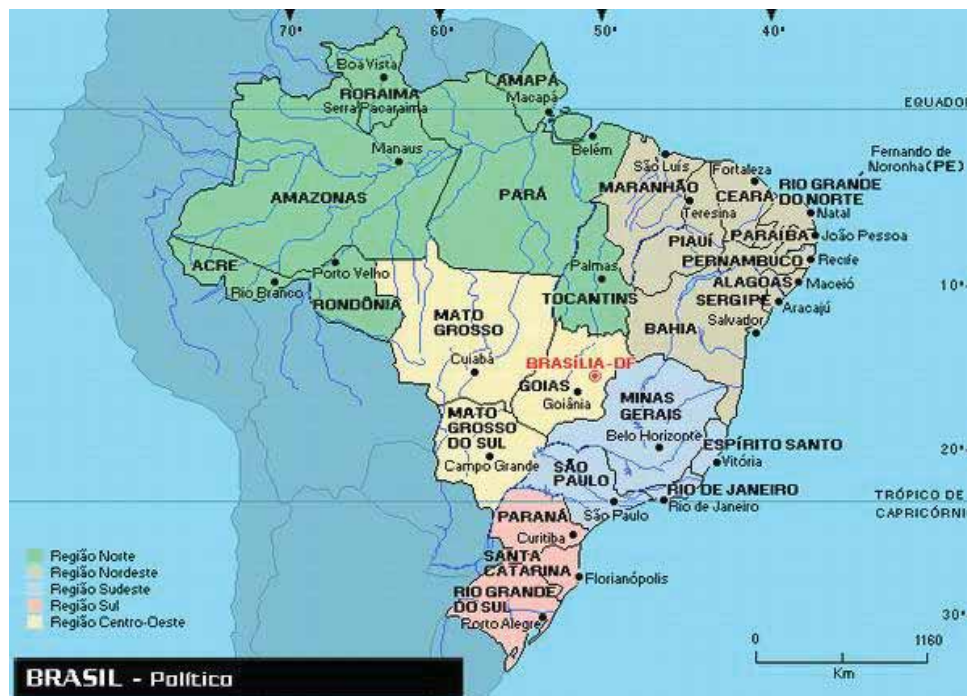 70°
60°
50°
40°
Boa Vista
RORAIMA
Serra Pacaraima
LAMAPÁ
Macapá
EQUADOR
Manaus
Belém
São Luís
Fortaleza
Fernando de
Noronha (PE)
AMAZONAS
PARÁ
MARANHÃO
CEARÁ
RIO GRANDE
DO NORTE
Teresina
Natal
PIAUÍ
PARAÍBA
João Pessoa
ACRE
Porto Velho
Palmas
PERNAMBUCO
Recife
Rio Branco
RONDÔNIA
TOCANTINS
ALAGOAS
Maceió
10°
SERGIPE
Aracajú
MATO
GROSSO
BAHIA
Salvador
Cuiabá
BRASÍLIA-DF
GOIAS
Goiânia
MINAS
GERAIS
MATO
GROSSO
DO SUL
Campo Grande
Belo Horizonte
ESPÍRITO SANTO
Vitória
20°
SÃO
PAULO
RIO DE JANEIRO
Rio de Janeiro
São Paulo
TRÓPICO DE
CAPRICÓRNI
PARANÁ
Curitiba
SANTA
CATARINA
Florianópolis
RIO GRANDE
DO SUL
Porto Alegre
30°
Região Norte
Região Nordeste
Região Sudeste
Região Sul
Região Centro-Oeste
0
1160
Km
BRASIL - Político